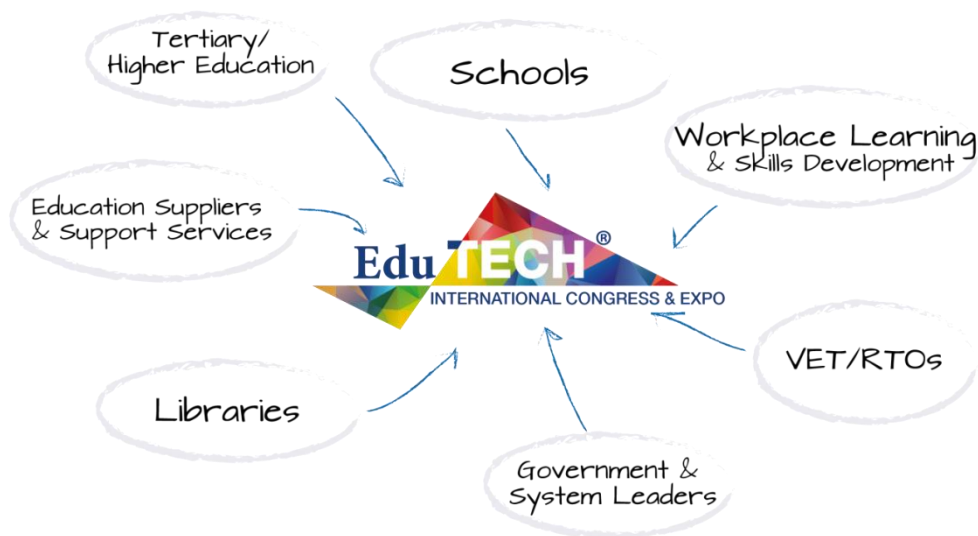 Tertiary/
Higher Education
Schools
Workplace Learning
& Skills Development
Education Suppliers
& Support Services
EduTECH®
INTERNATIONAL CONGRESS & EXPO
VET/RTOs
Libraries
Government &
System Leaders